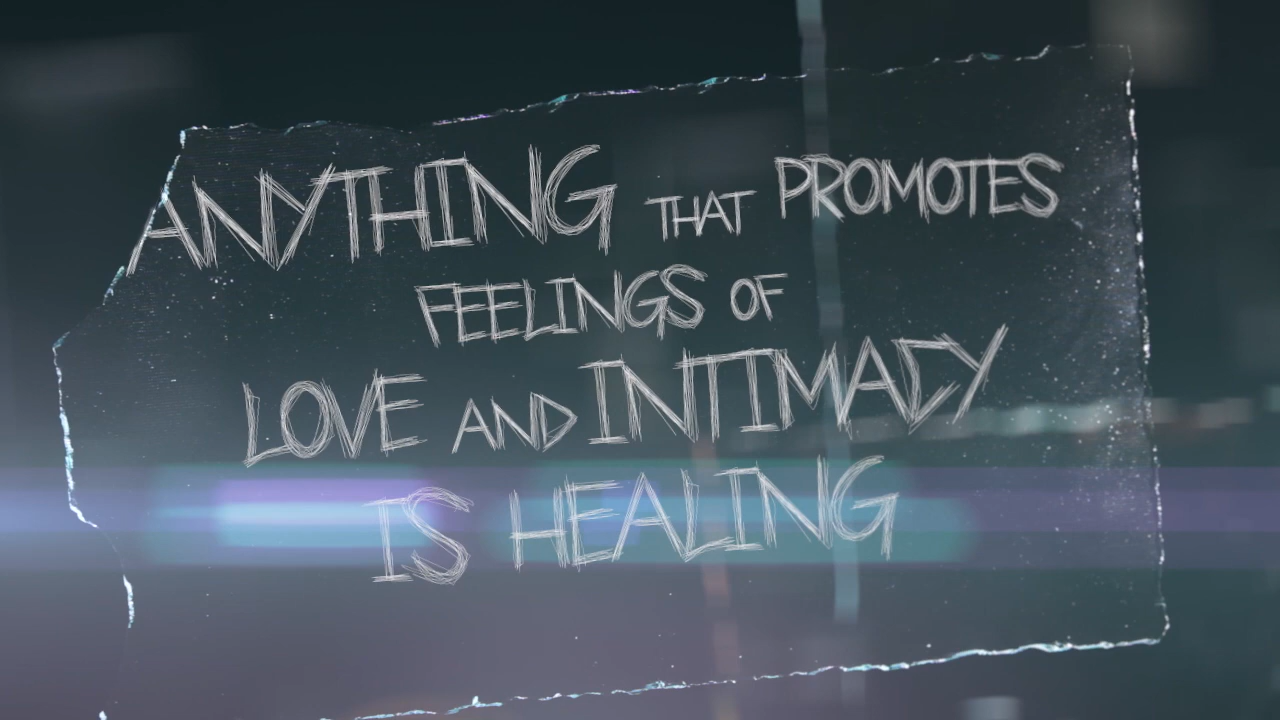 ANYTHING THAT PROMOTES
FEELINGS OF
LOVE AND INTIMACY
IS HEALING